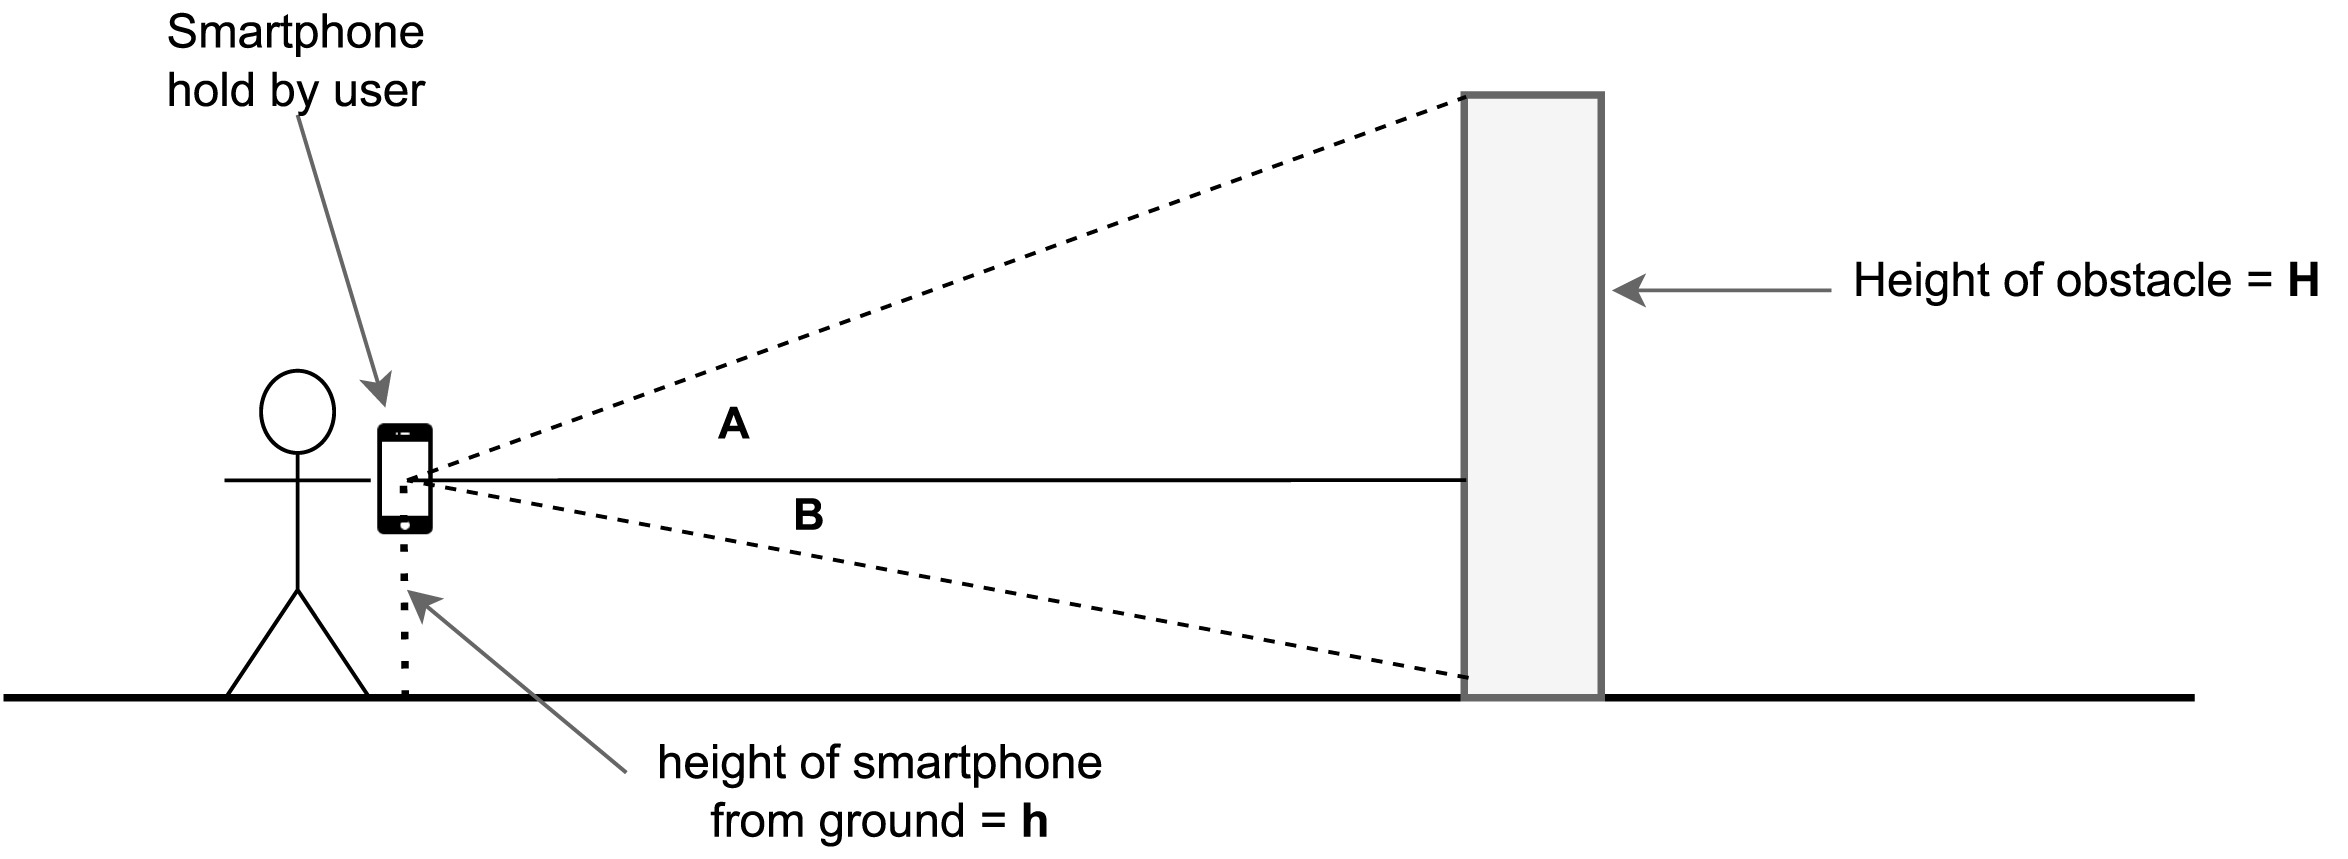 Smartphone
hold by user
Height of obstacle = H
A
B
height of smartphone
from ground = h